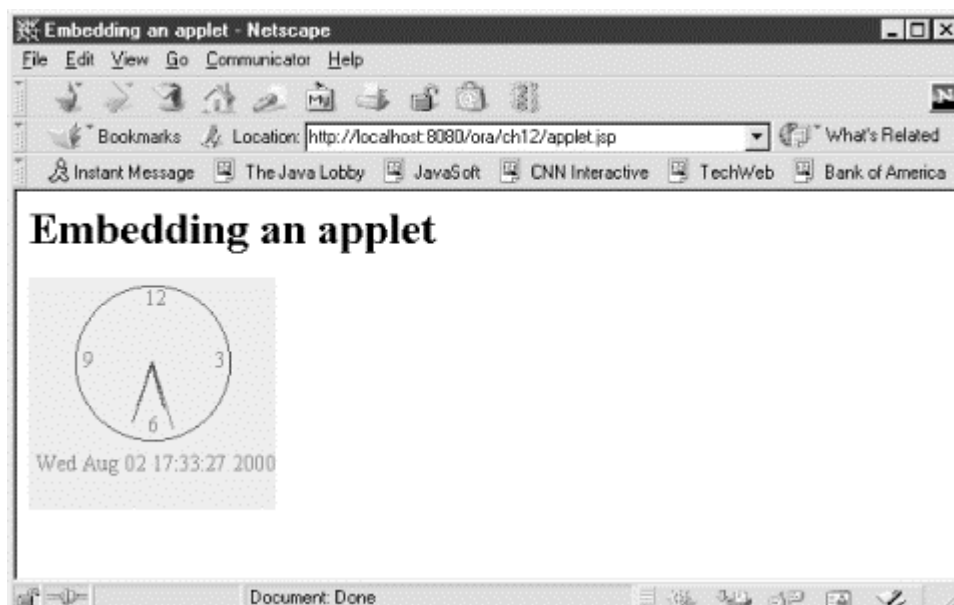 Embedding an applet - Netscape
File Edit View Go Communicator Help
My
N
Bookmarks Location: http://localhost:8080/ora/ch12/applet.jsp What's Related
Instant Message The Java Lobby JavaSoft CNN Interactive TechWeb Bank of America
Embedding an applet
12
9 3
6
Wed Aug 02 17:33:27 2000
Document: Done